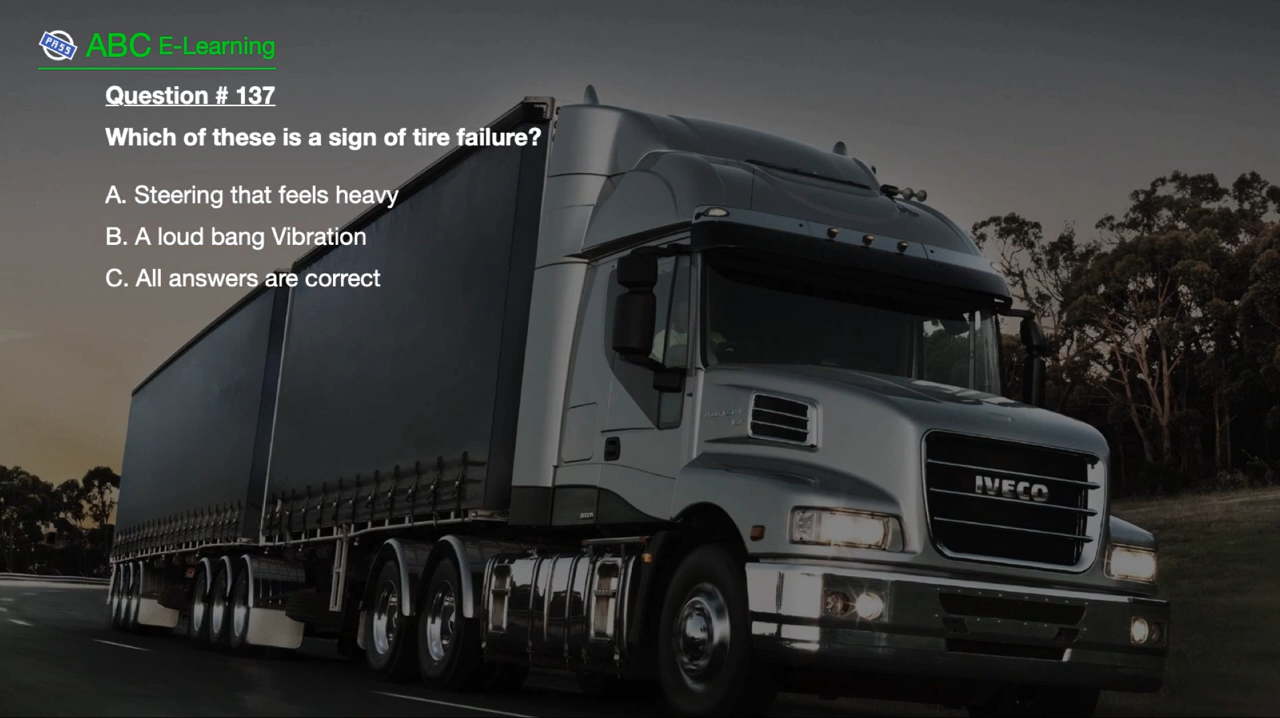 PASS
ABC E-Learning
Question # 137
Which of these is a sign of tire failure?
A. Steering that feels heavy
B. A loud bang Vibration
C. All answers are correct
IVECO